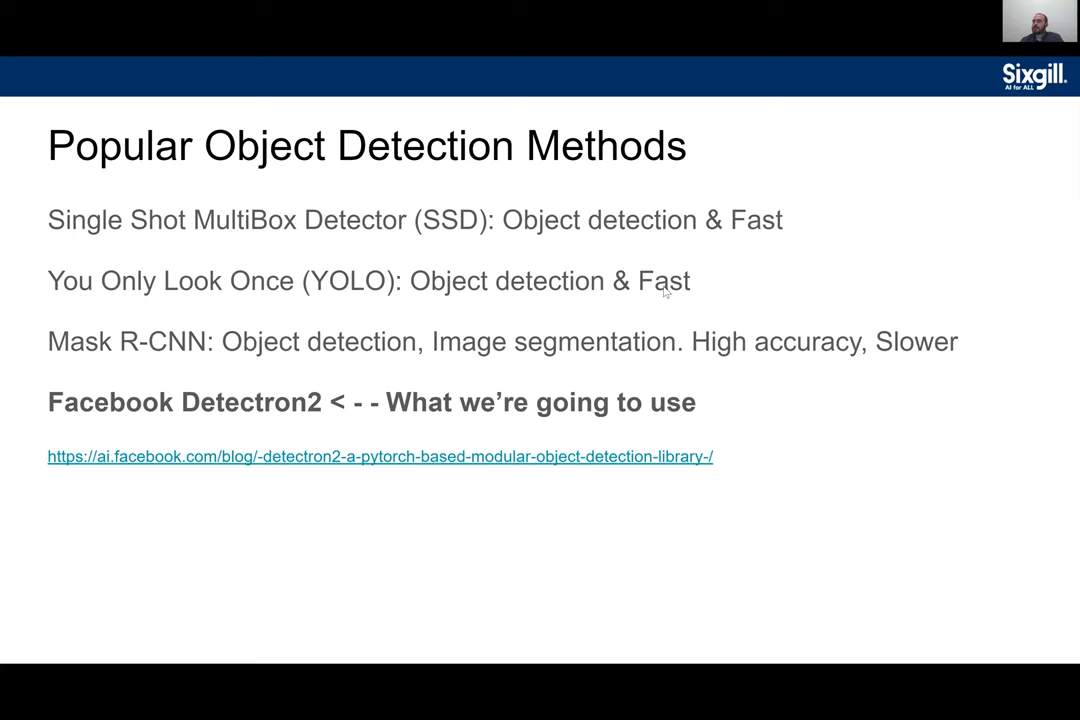 Sixgill.
AI for ALL
Popular Object Detection Methods
Single Shot MultiBox Detector (SSD): Object detection & Fast
You Only Look Once (YOLO): Object detection & Fast
Mask R-CNN: Object detection, Image segmentation. High accuracy, Slower
Facebook Detectron2 < - - What we’re going to use
https://ai.facebook.com/blog/-detectron2-a-pytorch-based-modular-object-detection-library-/